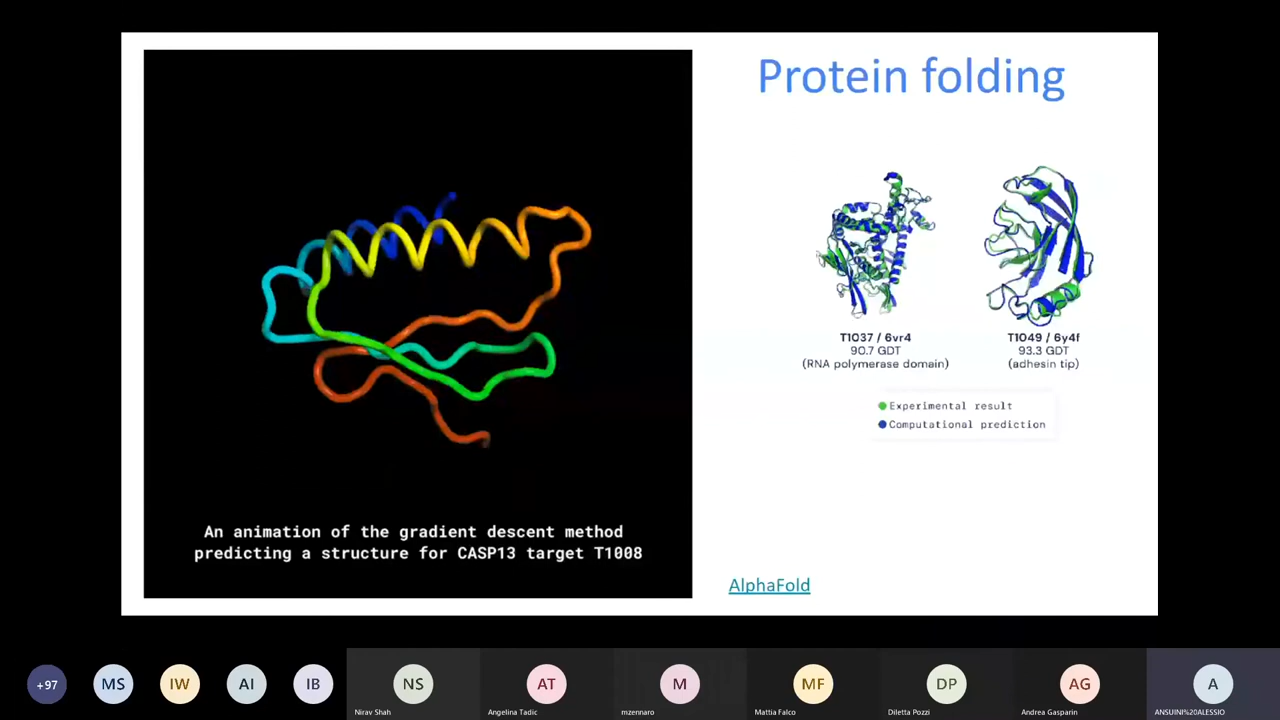 Protein folding
T1037 / 6vr4
90.7 GDT
(RNA polymerase domain)
T1049 / 6y4f
93.3 GDT
(adhesin tip)
Experimental result
Computational prediction
An animation of the gradient descent method
predicting a structure for CASP13 target T1008
AlphaFold
+97
MS
IW
AI
IB
NS
AT
M
MF
DP
AG
A
Nirav Shah
Angelina Tadic
mzennaro
Mattia Falco
Diletta Pozzi
Andrea Gasparin
ANSUINI%20ALESSIO